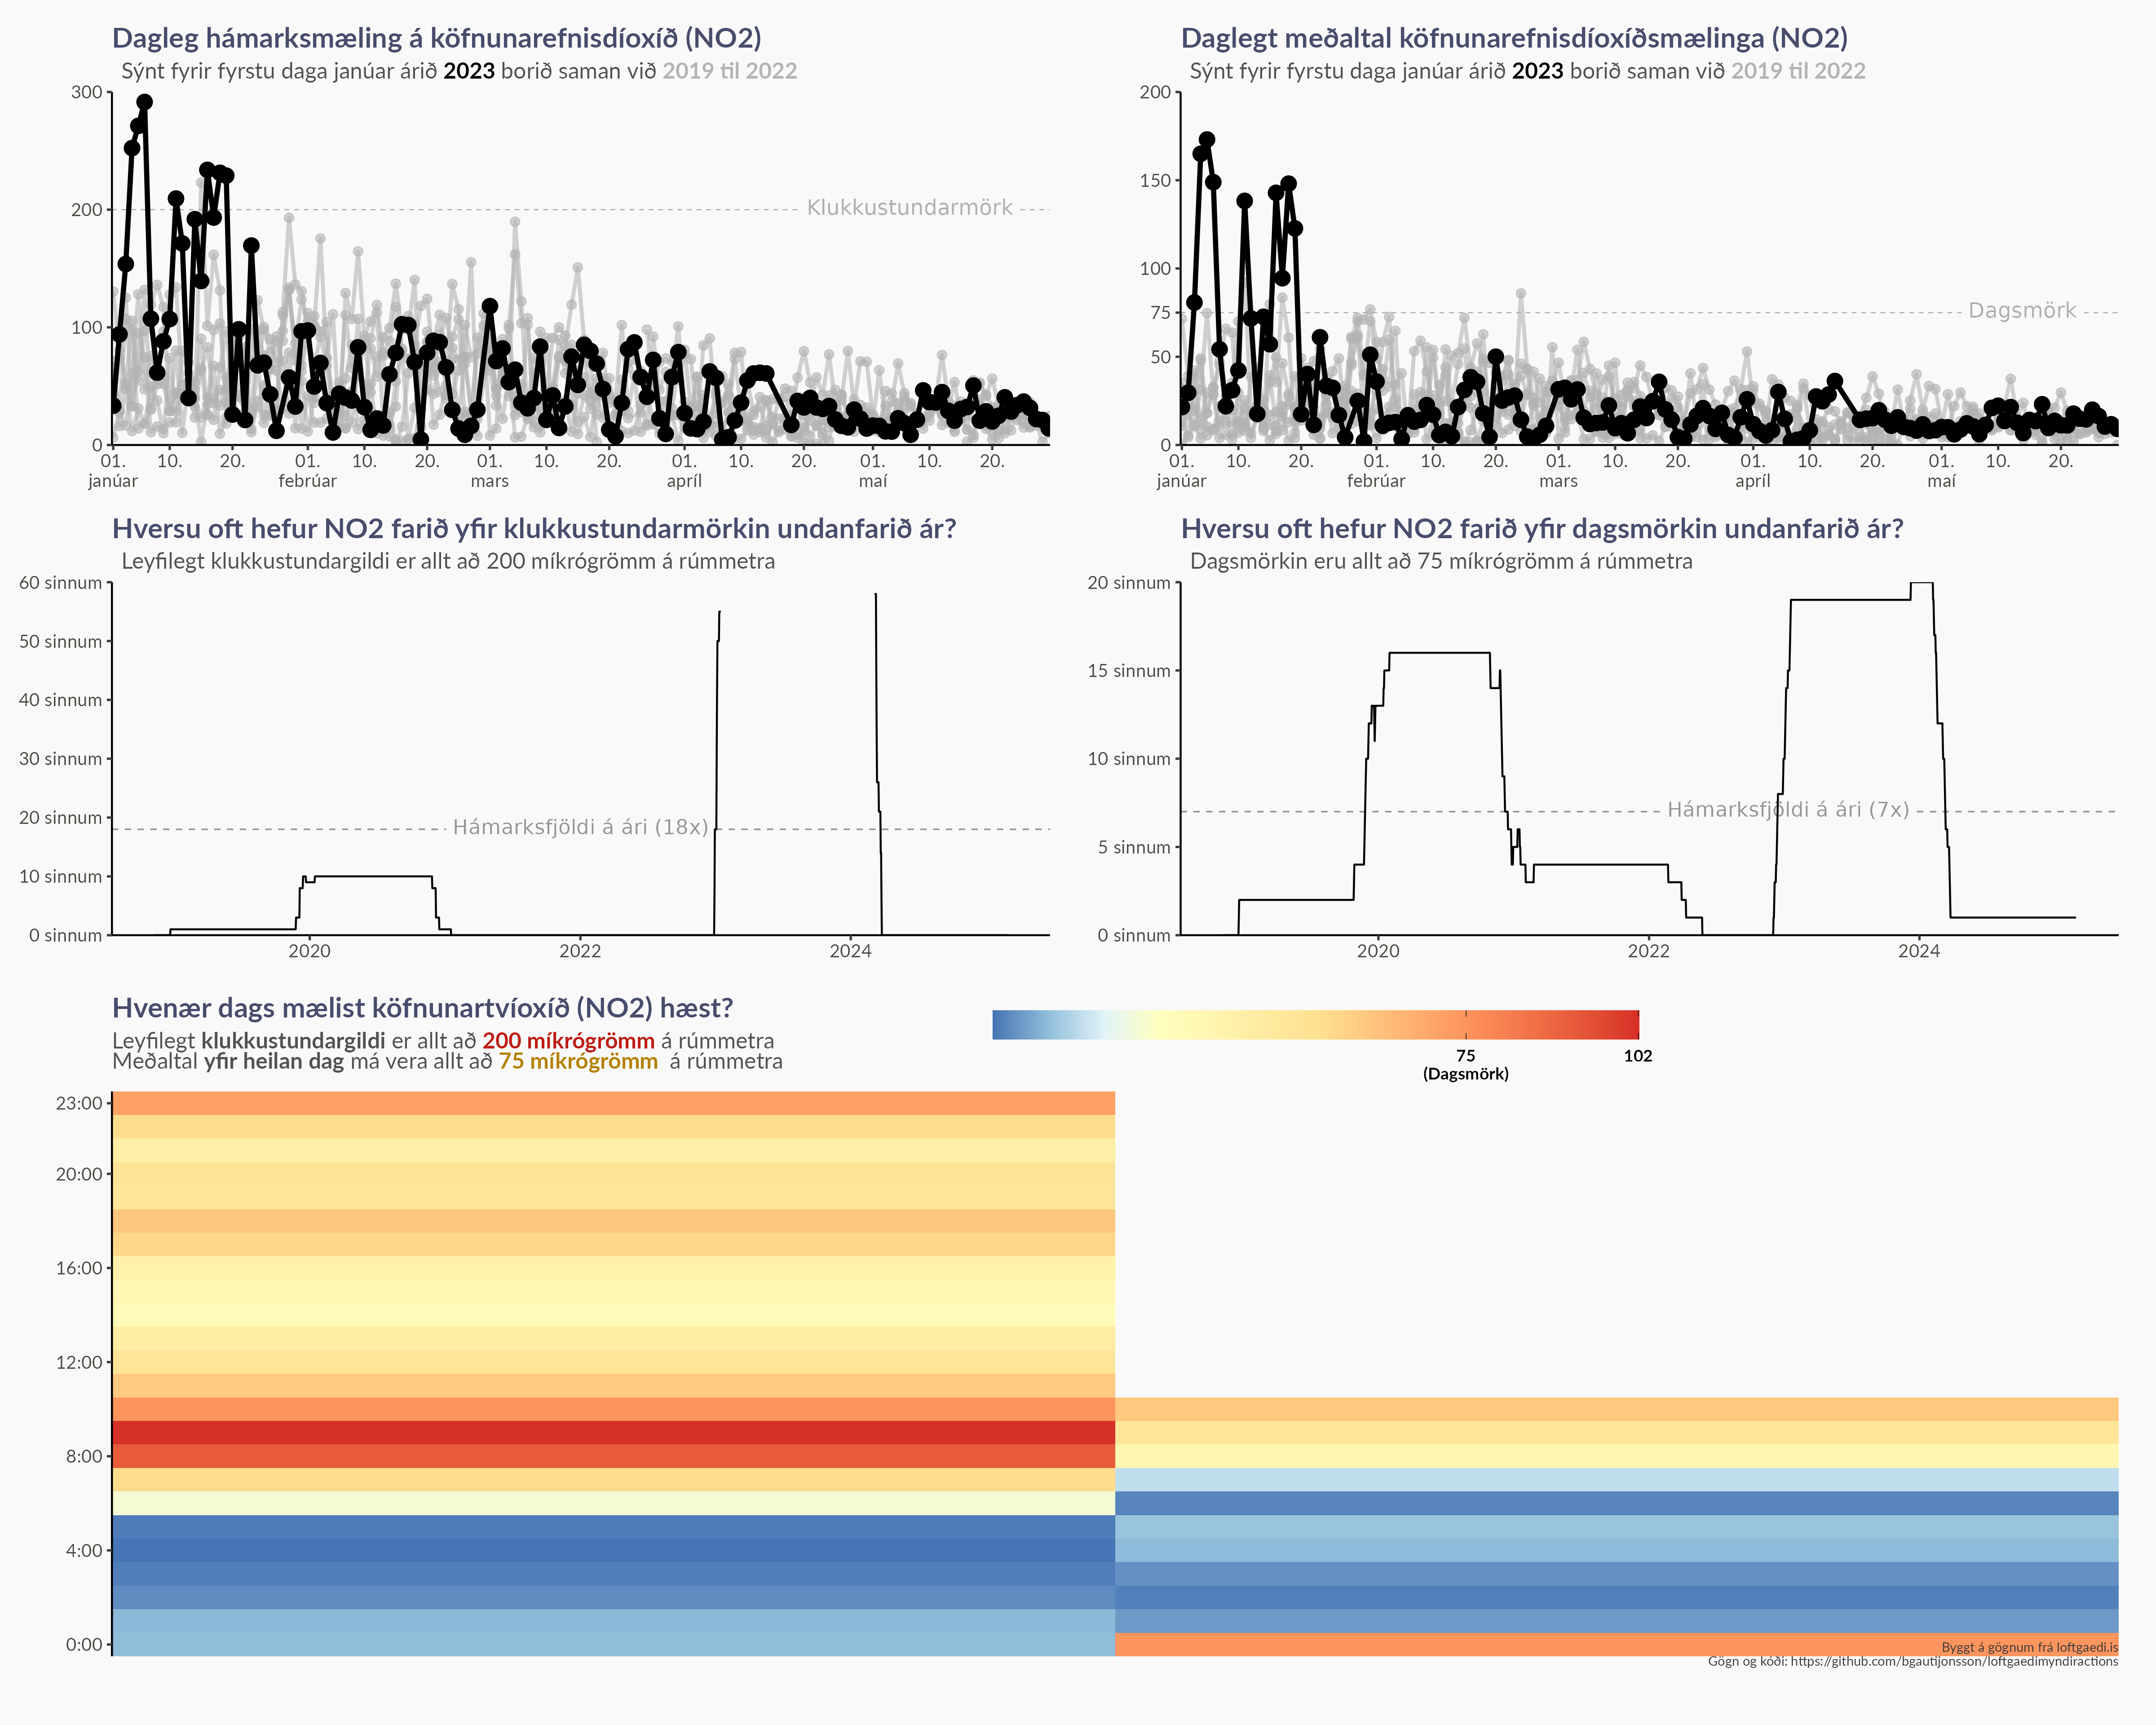 Dagleg hámarksmæling á köfnunarefnisdíoxíð (NO2)
Sýnt fyrir fyrstu daga janúar árið 2023 borið saman við 2019 til 2022
300
200
100
0
Klukkustundarmörk
01. 10. 20. 01. 10. 20. 01. 10. 20. 01. 10. 20. 01. 10. 20.
janúar febrúar mars apríl maí
Daglegt meðaltal köfnunarefnisdíoxíðsmælinga (NO2)
Sýnt fyrir fyrstu daga janúar árið 2023 borið saman við 2019 til 2022
200
150
100
75
50
0
Dagsmörk
01. 10. 20. 01. 10. 20. 01. 10. 20. 01. 10. 20. 01. 10. 20.
janúar febrúar mars apríl maí
Hversu oft hefur NO2 farið yfir klukkustundarmörkin undanfarið ár?
Leyfilegt klukkustundargildi er allt að 200 míkrógrömm á rúmmetra
60 sinnum
50 sinnum
40 sinnum
30 sinnum
20 sinnum
10 sinnum
0 sinnum
Hámarksfjöldi á ári (18x)
2020 2022 2024
Hversu oft hefur NO2 farið yfir dagsmörkin undanfarið ár?
Dagsmörkin eru allt að 75 míkrógrömm á rúmmetra
20 sinnum
15 sinnum
10 sinnum
5 sinnum
0 sinnum
Hámarksfjöldi á ári (7x)
2020 2022 2024
Hvenær dags mælist köfnunartvíoxíð (NO2) hæst?
Leyfilegt klukkustundargildi er allt að 200 míkrógrömm á rúmmetra
Meðaltal yfir heilan dag má vera allt að 75 míkrógrömm á rúmmetra
75 102
(Dagsmörk)
23:00
20:00
16:00
12:00
8:00
4:00
0:00
Byggt á gögnum frá loftgaedi.is
Gögn og kóði: https://github.com/bgautijonsson/loftgaedimyndiractions